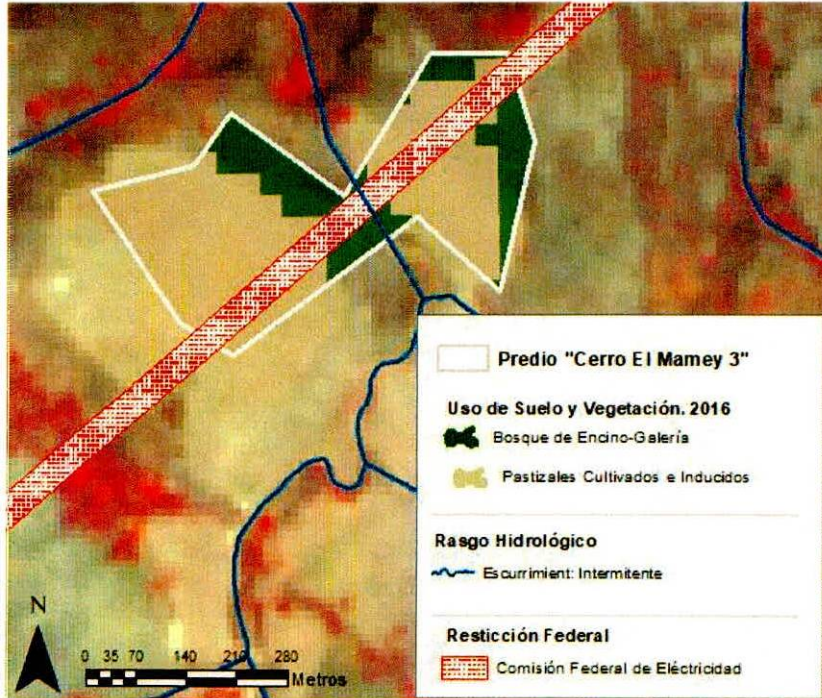 Predio "Cerro El Mamey 3"
Uso de Suelo y Vegetación. 2016
Bosque de Encino-Galería
Pastizales Cultivados e Inducidos
Rasgo Hidrológico
Escurrimient: Intermitente
Resticción Federal
Comisión Federal de Eléctricidad
N
0 35 70 140 210 280
Metros